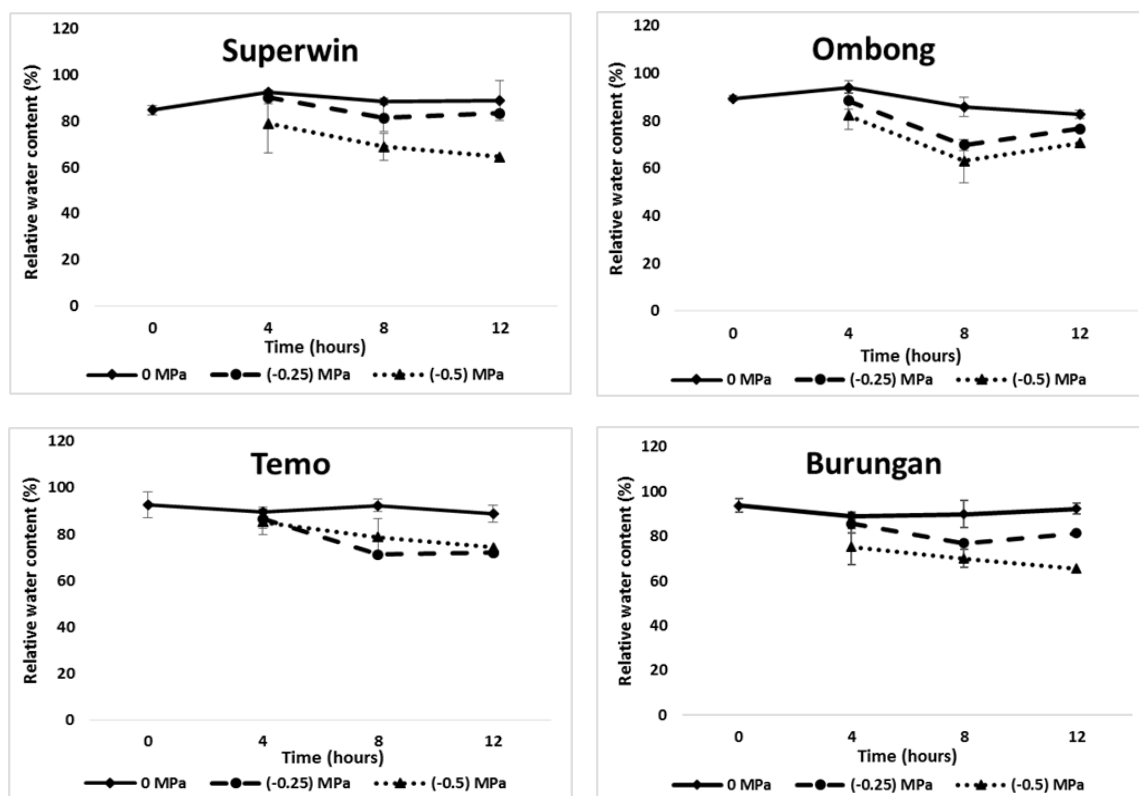 Superwin
Relative water content (%)
120
100
80
60
40
20
0
0 4 8 12
Time (hours)
0 MPa (-0.25) MPa (-0.5) MPa
Ombong
Relative water content (%)
120
100
80
60
40
20
0
0 4 8 12
Time (hours)
0 MPa (-0.25) MPa (-0.5) MPa
Temo
Relative water content (%)
120
100
80
60
40
20
0
0 4 8 12
Time (hours)
0 MPa (-0.25) MPa (-0.5) MPa
Burungan
Relative water content (%)
120
100
80
60
40
20
0
0 4 8 12
Time (hours)
0 MPa (-0.25) MPa (-0.5) MPa